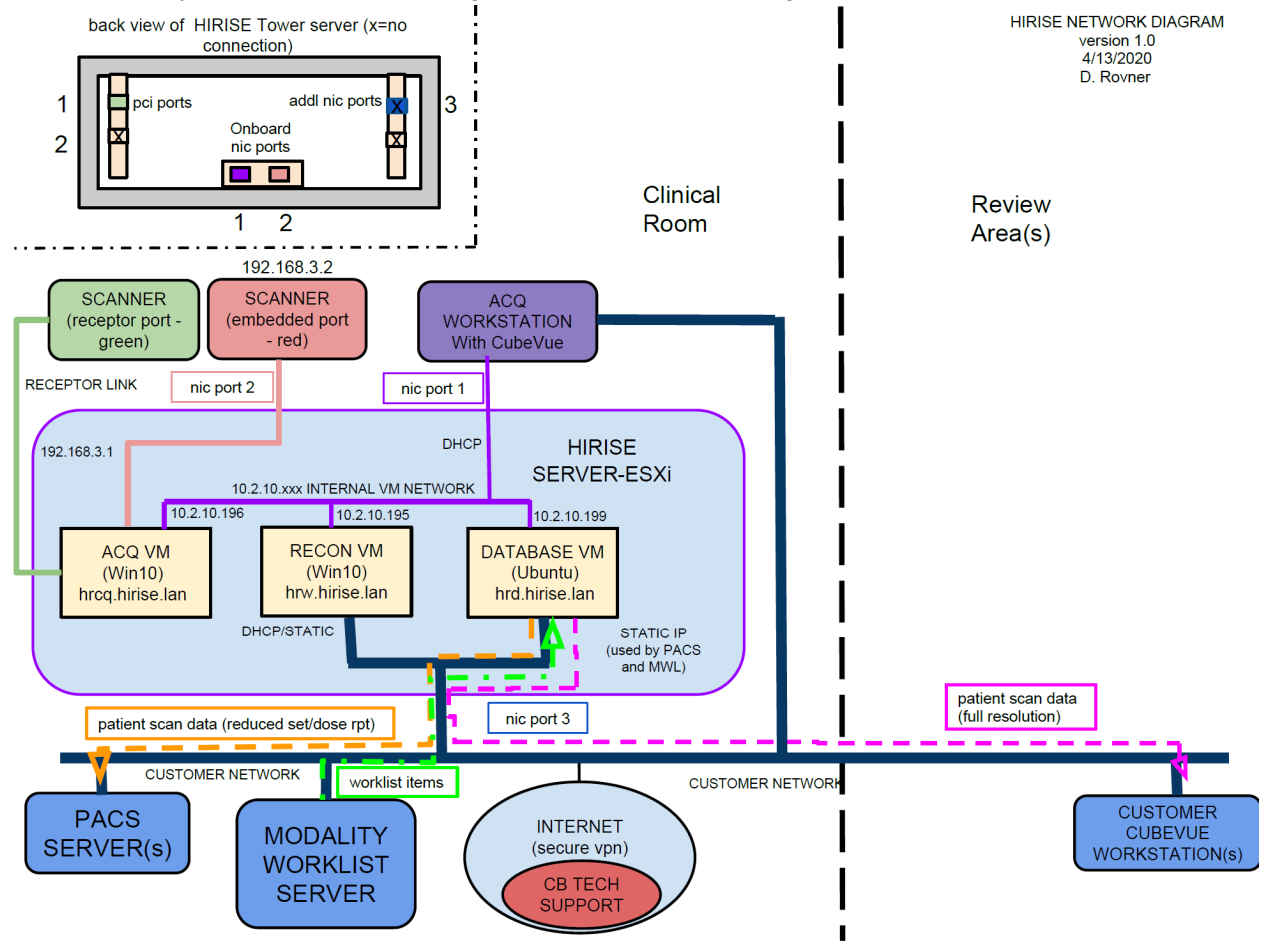 back view of HIRISE Tower server (x=no
connection)
HIRISE NETWORK DIAGRAM
version 1.0
4/13/2020
D. Rovner
1
pci ports
addl nic ports
X
3
2
X
X
Onboard
nic ports
1
2
Clinical
Room
Review
Area(s)
192.168.3.2
SCANNER
(receptor port -
green)
SCANNER
(embedded port
- red)
ACQ
WORKSTATION
With CubeVue
RECEPTOR LINK
nic port 2
nic port 1
192.168.3.1
DHCP
HIRISE
SERVER-ESXi
10.2.10.xxx INTERNAL VM NETWORK
10.2.10.196
10.2.10.195
10.2.10.199
ACQ VM
(Win10)
hrcq.hirise.lan
RECON VM
(Win10)
hrw.hirise.lan
DATABASE VM
(Ubuntu)
hrd.hirise.lan
DHCP/STATIC
STATIC IP
(used by PACS
and MWL)
patient scan data (reduced set/dose rpt)
nic port 3
patient scan data
(full resolution)
CUSTOMER NETWORK
worklist items
CUSTOMER NETWORK
PACS
SERVER(s)
MODALITY
WORKLIST
SERVER
INTERNET
(secure vpn)
CB TECH
SUPPORT
CUSTOMER
CUBEVUE
WORKSTATION(s)